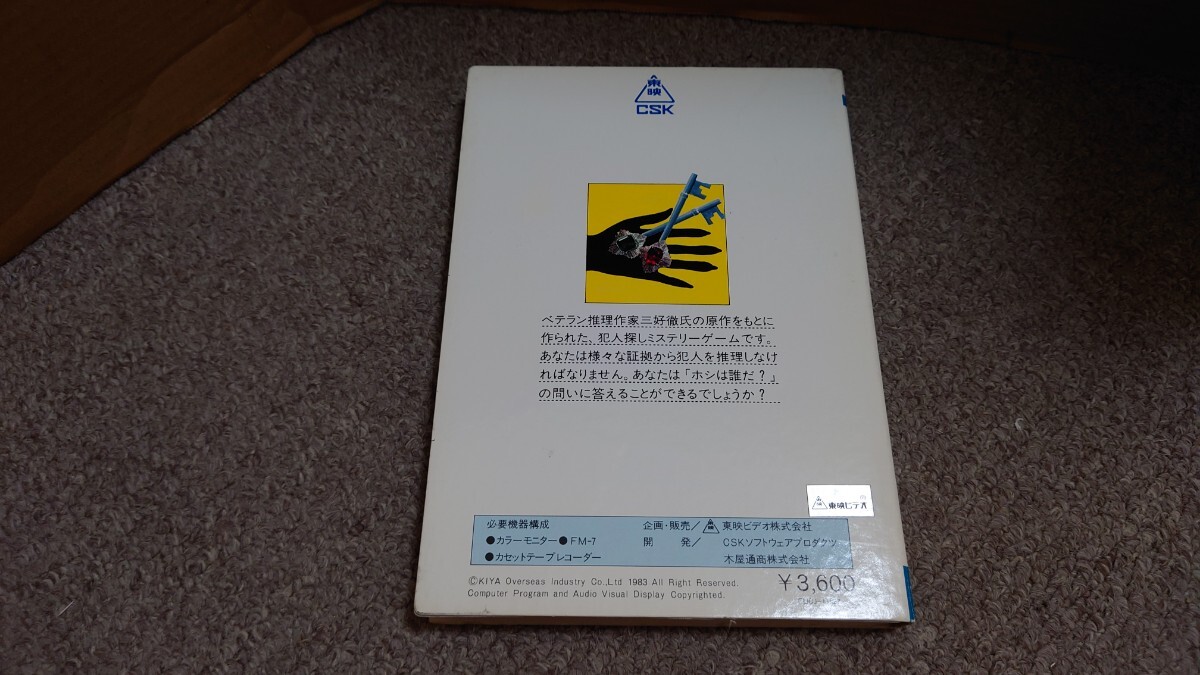 東映
CSK
ベテラン推理作家三好徹氏の原作をもとに
作られた、犯人探しミステリーゲームです。
あなたは様々な証拠から犯人を推理しなけ
ればなりません。あなたは「ホシは誰だ？」
の問いに答えることができるでしょうか？
東映ビデオ
必要機器構成
●カラーモニター●FM-7
●カセットテープレコーダー
企画・販売／東映 東映ビデオ株式会社
開　発／ CSKソフトウェアプロダクツ
木屋通商株式会社
©KIYA Overseas Industry Co.,Ltd 1983 All Right Reserved.
Computer Program and Audio Visual Display Copyrighted.
￥3,600